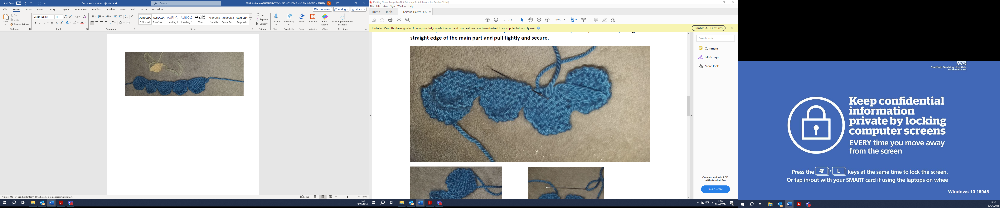 AutoSave Off
Document3 - Word No Label
Search
EBBS, Katherine (SHEFFIELD TEACHING HOSPITALS NHS FOUNDATION TRUST) EK
File Home Insert Draw Design Layout References Mailings Review View Help RCM DocuSign
Comments Editing Share
Paste Cut Copy Format Painter
Clipboard
Calibri (Body) 11
Font
Paragraph
AaBbCcDc AaBbCcDc AaBbCc AaBbCcD AaB AaBbCcD AaBbCcDc AaBbCcDc
¶ Normal ¶ No Spac... Heading 1 Heading 2 Title Subtitle Subtle Em... Emphasis
Styles
Find
Replace
Select
Editing
Dictate
Voice
Sensitivity
Sensitivity
Editor
Editor
Add-ins
Add-ins
Build Report
InPhase
Meeting Documents Manager
Decisions
"Forget Me Not Crochet Pattern": 806 characters (an approximate value).
Focus
100%
11:32
29/04/2024
Knitting Flower Forget Me Not Pattern.pdf - Adobe Acrobat Reader (32-bit)
File Edit View Sign Window Help
Home Tools Knitting Flower For...
2 / 3
180%
Protected View: This file originated from a potentially unsafe location, and most features have been disabled to avoid potential security risks.
Enable All Features
straight edge of the main part and pull tightly and secure.
Search tools
Comment
Fill & Sign
More Tools
Convert and edit PDFs
with Acrobat Pro
Start Free Trial
11:32
29/04/2024
NHS
Sheffield Teaching Hospitals
NHS Foundation Trust
Keep confidential
information
private by locking
computer screens
EVERY time you move away
from the screen
Press the + L keys at the same time to lock the screen.
Or tap in/out with your SMART card if using the laptops on whee
Windows 10 19045
11:32
29/04/2024